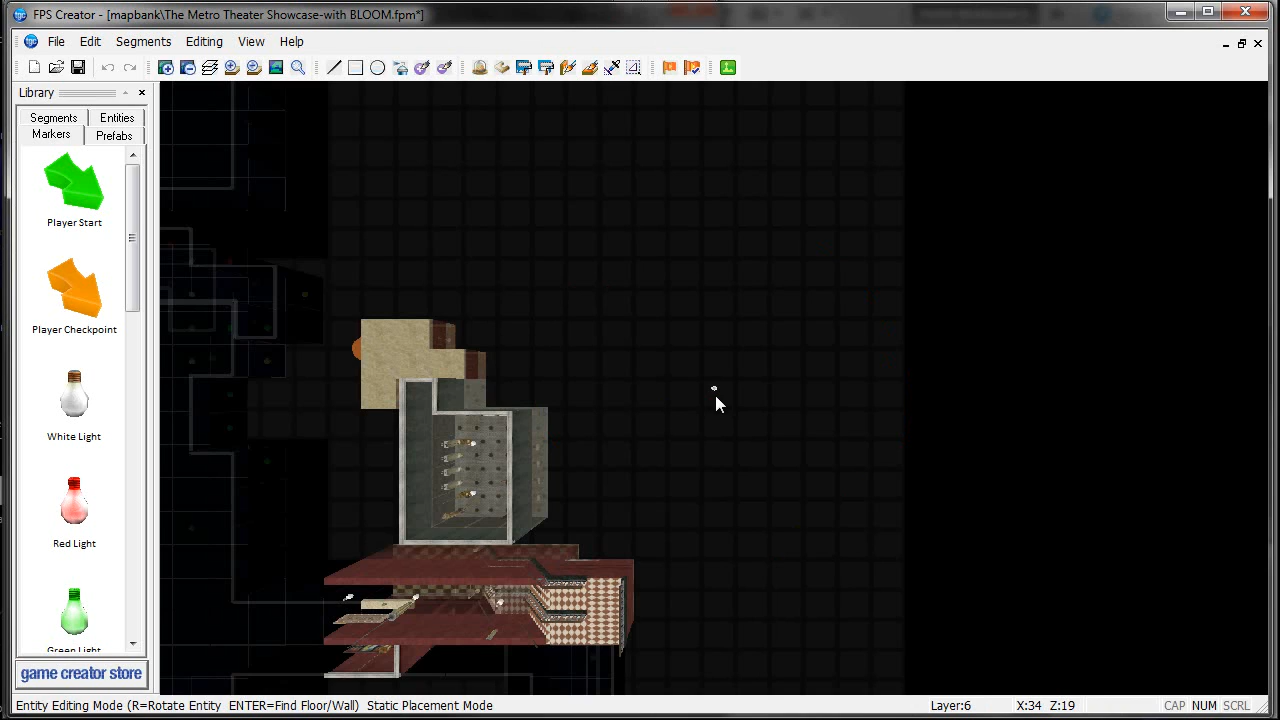 FPS Creator - [mapbank\The Metro Theater Showcase-with BLOOM.fpm*]
File Edit Segments Editing View Help
Library
Segments Entities
Markers Prefabs
Player Start
Player Checkpoint
White Light
Red Light
Green Light
game creator store
Entity Editing Mode (R=Rotate Entity ENTER=Find Floor/Wall) Static Placement Mode Layer:6 X:34 Z:19 CAP NUM SCRL